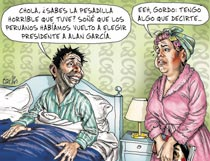 CHOLA, ¿SABES LA PESADILLA
HORRIBLE QUE TUVE? SOÑÉ QUE LOS
PERUANOS HABÍAMOS VUELTO A ELEGIR
PRESIDENTE A ALAN GARCÍA.
EEH, GORDO: TENGO
ALGO QUE DECIRTE...